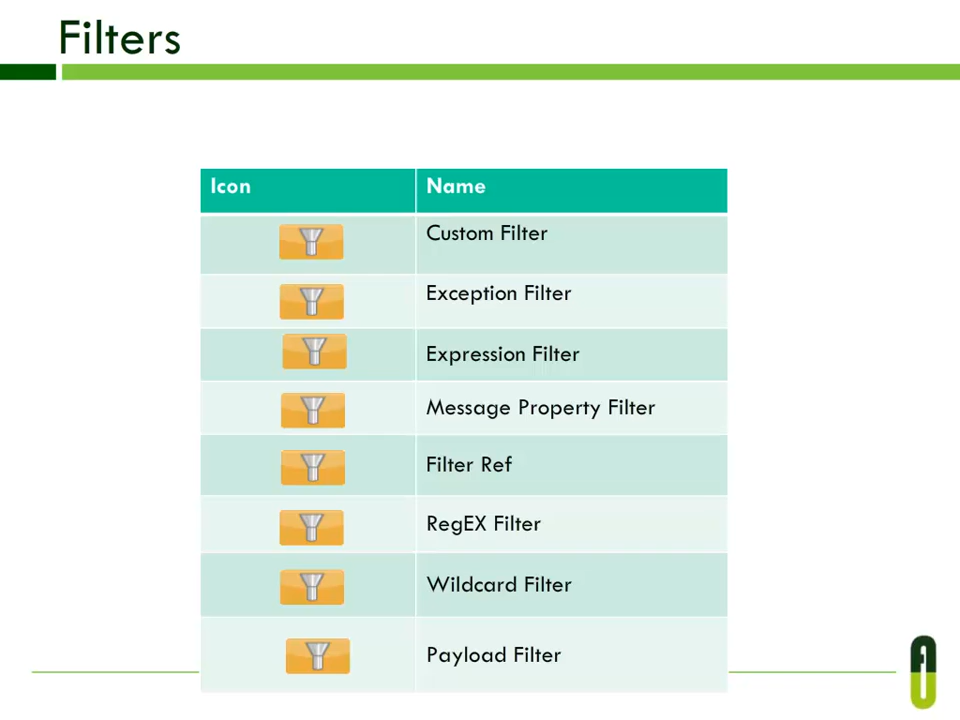 Filters
Icon
Name
Custom Filter
Exception Filter
Expression Filter
Message Property Filter
Filter Ref
RegEX Filter
Wildcard Filter
Payload Filter